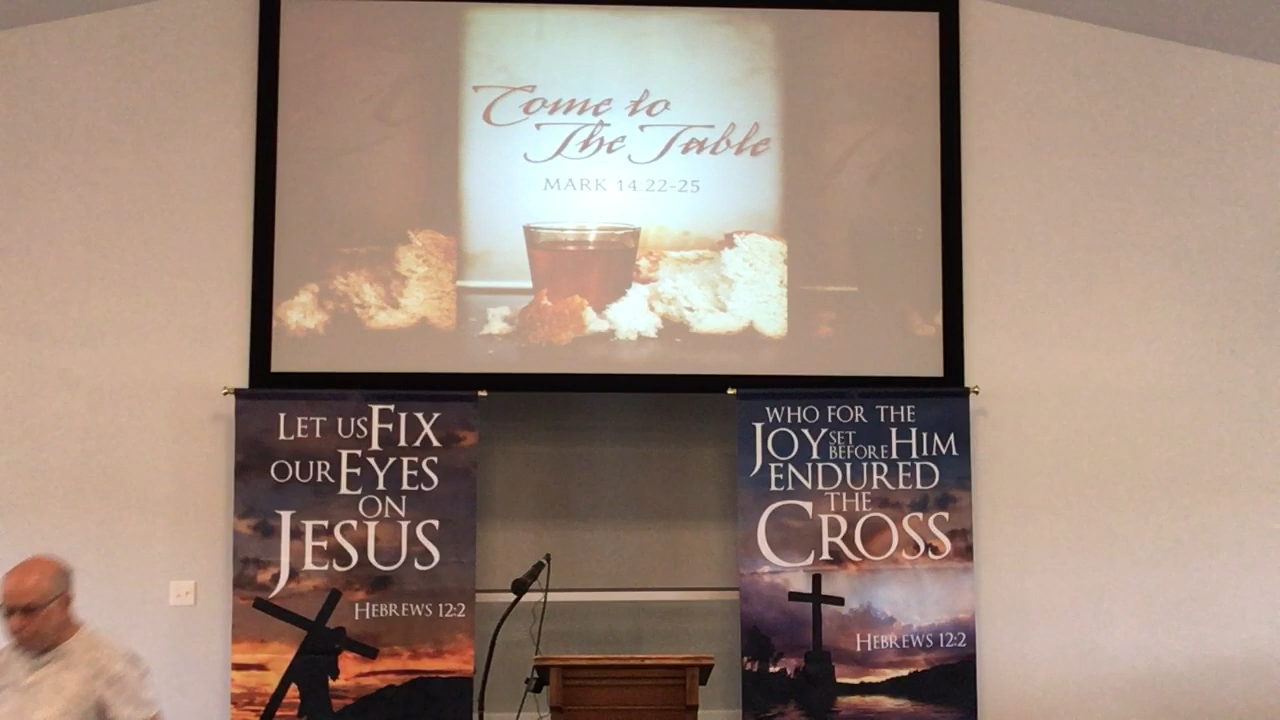 Come to
The Table
MARK 14.22-25
LET US FIX
OUR EYES
ON
JESUS
HEBREWS 12:2
WHO FOR THE
JOY SET BEFORE HIM
ENDURED
THE
CROSS
HEBREWS 12:2